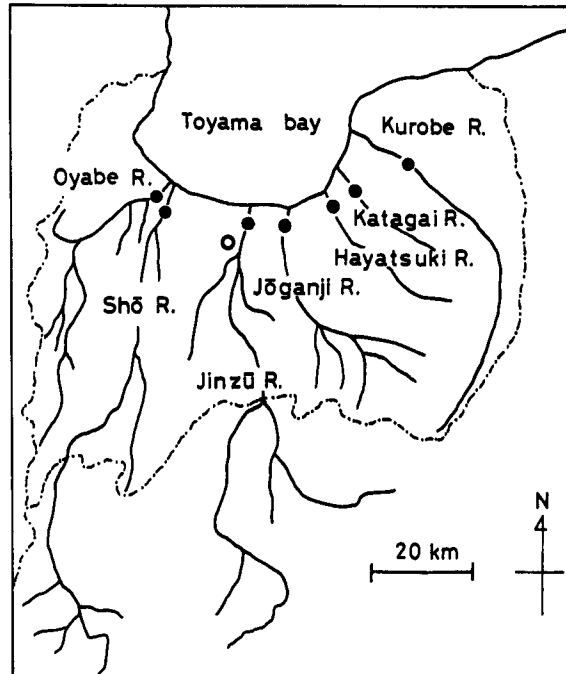 Toyama bay
Kurobe R.
Oyabe R.
Katagai R.
Hayatsuki R.
Shō R.
Jōganji R.
Jinzū R.
N
20 km